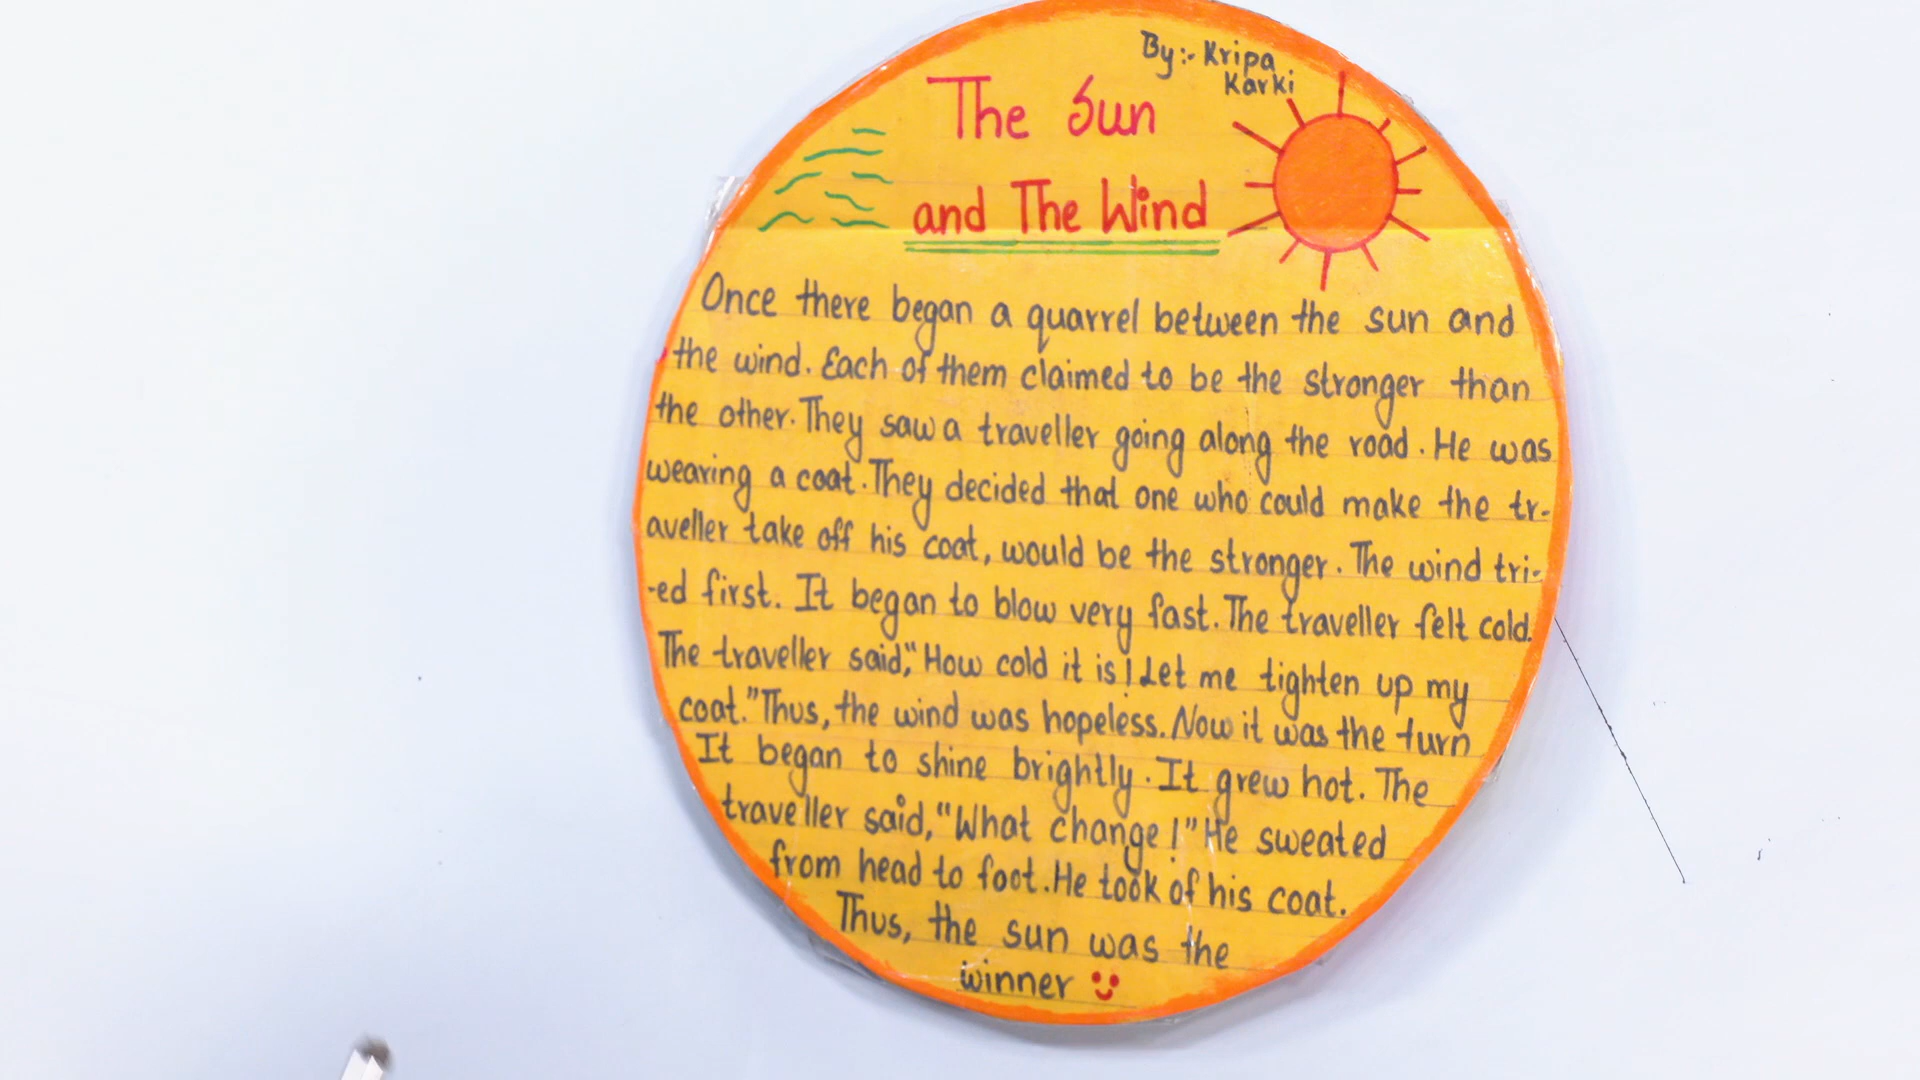 By:- Kripa
Karki
The Sun
and The Wind
Once there began a quarrel between the sun and
the wind. Each of them claimed to be the stronger than
the other. They saw a traveller going along the road. He was
wearing a coat. They decided that one who could make the tr-
aveller take off his coat, would be the stronger. The wind tri-
-ed first. It began to blow very fast. The traveller felt cold.
The traveller said," How cold it is! Let me tighten up my
coat." Thus, the wind was hopeless. Now it was the turn
It began to shine brightly. It grew hot. The
traveller said, "What change!" He sweated
from head to foot. He took of his coat.
Thus, the sun was the
winner